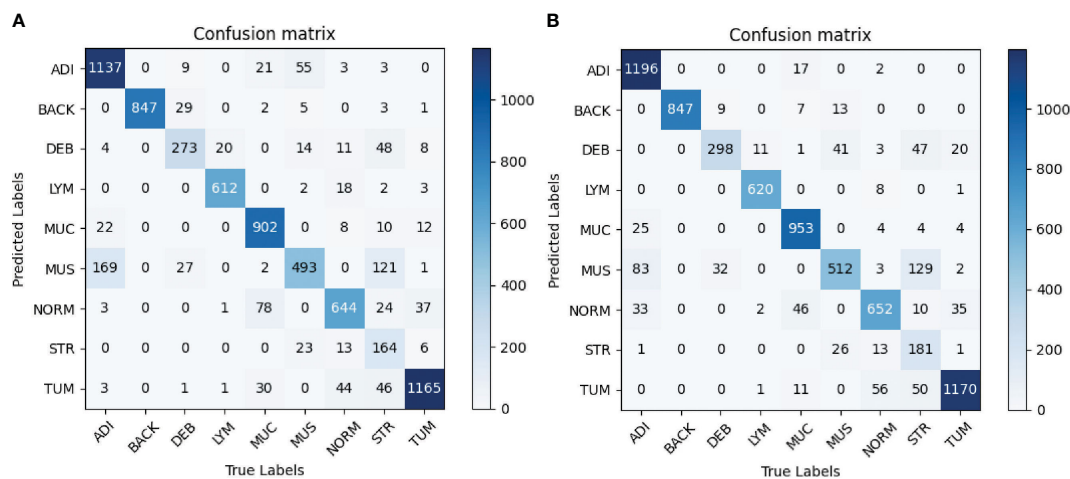 A
Confusion matrix
Predicted Labels
ADI 1137 0 9 0 21 55 3 3 0
BACK 0 847 29 0 2 5 0 3 1
DEB 4 0 273 20 0 14 11 48 8
LYM 0 0 0 612 0 2 18 2 3
MUC 22 0 0 0 902 0 8 10 12
MUS 169 0 27 0 2 493 0 121 1
NORM 3 0 0 1 78 0 644 24 37
STR 0 0 0 0 0 23 13 164 6
TUM 3 0 1 1 30 0 44 46 1165
ADI BACK DEB LYM MUC MUS NORM STR TUM
True Labels
1000
800
600
400
200
0
B
Confusion matrix
Predicted Labels
ADI 1196 0 0 0 17 0 2 0 0
BACK 0 847 9 0 7 13 0 0 0
DEB 0 0 298 11 1 41 3 47 20
LYM 0 0 0 620 0 0 8 0 1
MUC 25 0 0 0 953 0 4 4 4
MUS 83 0 32 0 0 512 3 129 2
NORM 33 0 0 2 46 0 652 10 35
STR 1 0 0 0 0 26 13 181 1
TUM 0 0 0 1 11 0 56 50 1170
ADI BACK DEB LYM MUC MUS NORM STR TUM
True Labels
1000
800
600
400
200
0